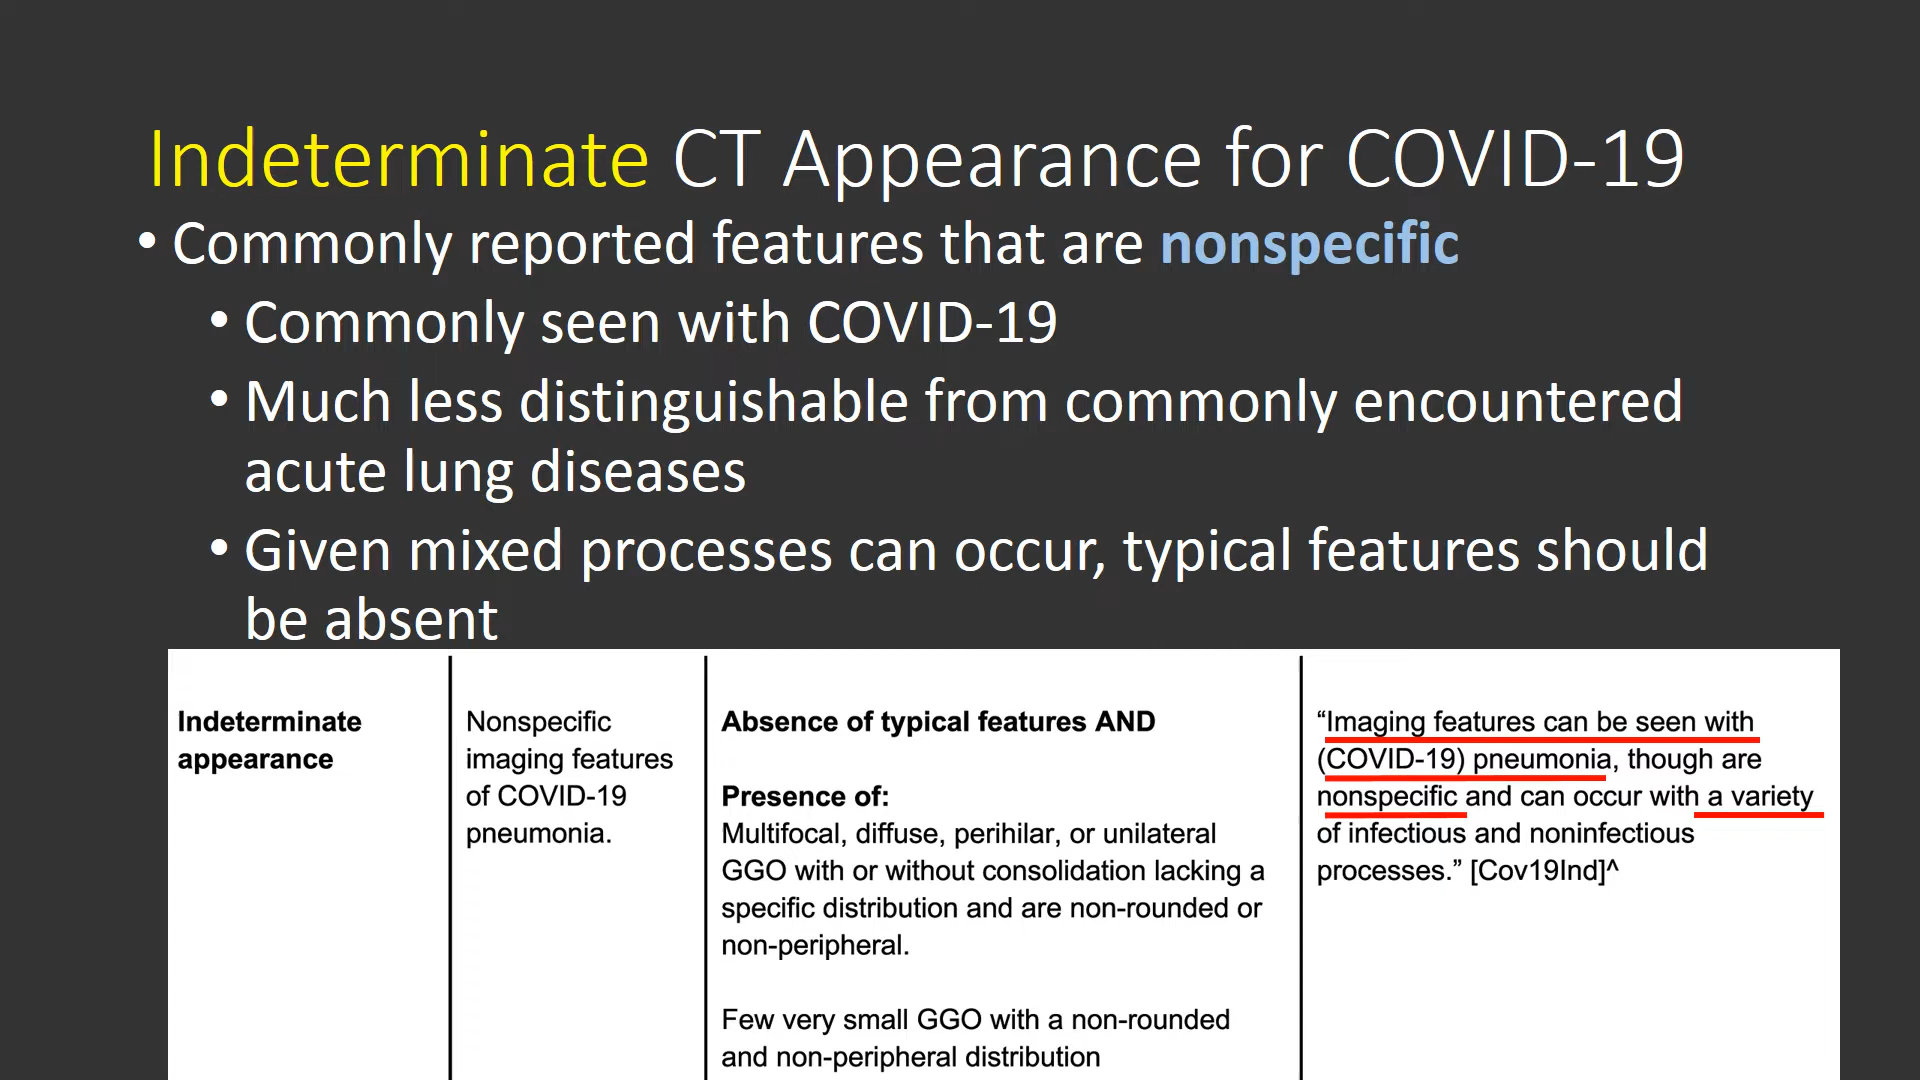 Indeterminate CT Appearance for COVID-19
• Commonly reported features that are nonspecific
• Commonly seen with COVID-19
• Much less distinguishable from commonly encountered
acute lung diseases
• Given mixed processes can occur, typical features should
be absent
Indeterminate
appearance
Nonspecific
imaging features
of COVID-19
pneumonia.
Absence of typical features AND
Presence of:
Multifocal, diffuse, perihilar, or unilateral
GGO with or without consolidation lacking a
specific distribution and are non-rounded or
non-peripheral.
Few very small GGO with a non-rounded
and non-peripheral distribution
“Imaging features can be seen with
(COVID-19) pneumonia, though are
nonspecific and can occur with a variety
of infectious and noninfectious
processes.” [Cov19Ind]^